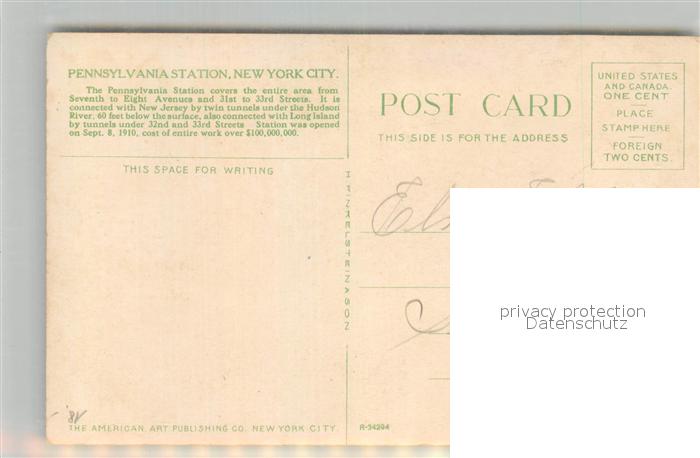 PENNSYLVANIA STATION, NEW YORK CITY.
The Pennsylvania Station covers the entire area from
Seventh to Eight Avenues and 31st to 33rd Streets. It is
connected with New Jersey by twin tunnels under the Hudson
River, 60 feet below the surface, also connected with Long Island
by tunnels under 32nd and 33rd Streets Station was opened
on Sept. 8, 1910, cost of entire work over $100,000,000.
THIS SPACE FOR WRITING
THE AMERICAN ART PUBLISHING CO. NEW YORK CITY
H FINKELSTEIN & SON
POST CARD
THIS SIDE IS FOR THE ADDRESS
UNITED STATES
AND CANADA
ONE CENT
PLACE
STAMP HERE
FOREIGN
TWO CENTS.
R-34294
privacy protection
Datenschutz